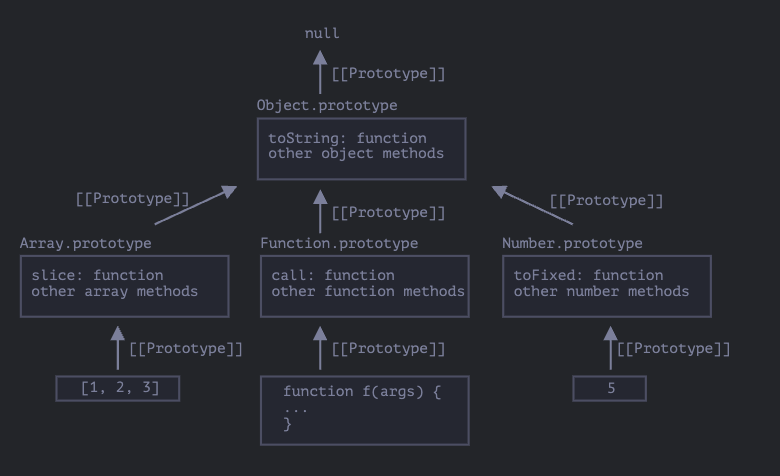 null
[[Prototype]]
Object.prototype
toString: function
other object methods
[[Prototype]]
[[Prototype]]
[[Prototype]]
Array.prototype
slice: function
other array methods
Function.prototype
call: function
other function methods
Number.prototype
toFixed: function
other number methods
[[Prototype]]
[[Prototype]]
[[Prototype]]
[1, 2, 3]
function f(args) {
...
}
5